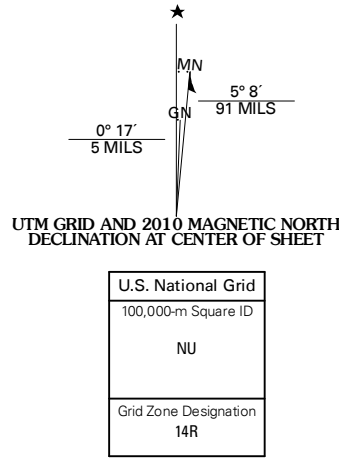 ★
MN
GN
5° 8´
91 MILS
0° 17´
5 MILS
UTM GRID AND 2010 MAGNETIC NORTH
DECLINATION AT CENTER OF SHEET
U.S. National Grid
100,000-m Square ID
NU
Grid Zone Designation
14R